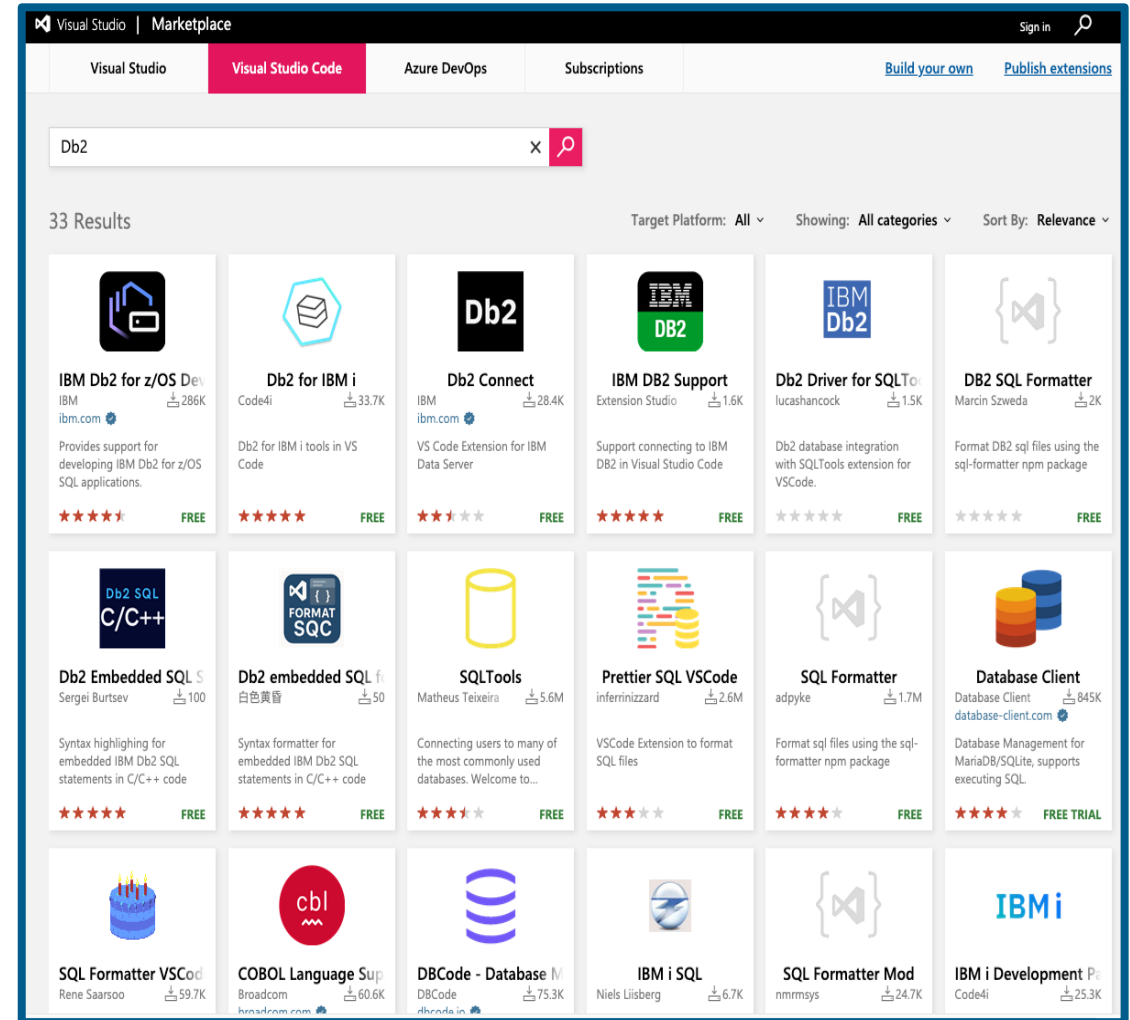 Visual Studio | Marketplace
Sign in
Visual Studio
Visual Studio Code
Azure DevOps
Subscriptions
Build your own
Publish extensions
Db2
33 Results
Target Platform: All
Showing: All categories
Sort By: Relevance
IBM Db2 for z/OS Dev
IBM 286K
ibm.com
Provides support for
developing IBM Db2 for z/OS
SQL applications.
FREE
Db2 for IBM i
Code4i 33.7K
Db2 for IBM i tools in VS
Code
FREE
Db2
Db2 Connect
IBM 28.4K
ibm.com
VS Code Extension for IBM
Data Server
FREE
IBM
DB2
IBM DB2 Support
Extension Studio 1.6K
Support connecting to IBM
DB2 in Visual Studio Code
FREE
IBM
Db2
Db2 Driver for SQLToo
lucashancock 1.5K
Db2 database integration
with SQLTools extension for
VSCode.
FREE
DB2 SQL Formatter
Marcin Szweda 2K
Format DB2 sql files using the
sql-formatter npm package
FREE
Db2 SQL
C/C++
Db2 Embedded SQL S
Sergei Burtsev 100
Syntax highlighing for
embedded IBM Db2 SQL
statements in C/C++ code
FREE
{ }
FORMAT
SQC
Db2 embedded SQL fo
白色黄昏 50
Syntax formatter for
embedded IBM Db2 SQL
statements in C/C++ code
FREE
SQLTools
Matheus Teixeira 5.6M
Connecting users to many of
the most commonly used
databases. Welcome to...
FREE
Prettier SQL VSCode
inferrinizzard 2.6M
VSCode Extension to format
SQL files
FREE
SQL Formatter
adpyke 1.7M
Format sql files using the sql-
formatter npm package
FREE
Database Client
Database Client 845K
database-client.com
Database Management for
MariaDB/SQLite, supports
executing SQL.
FREE TRIAL
SQL Formatter VSCod
Rene Saarsoo 59.7K
cbl
COBOL Language Sup
Broadcom 60.6K
broadcom.com
DBCode - Database M
DBCode 75.3K
dbcode.io
IBM i SQL
Niels Liisberg 6.7K
SQL Formatter Mod
nmrmsys 24.7K
IBM i
IBM i Development Pa
Code4i 25.3K